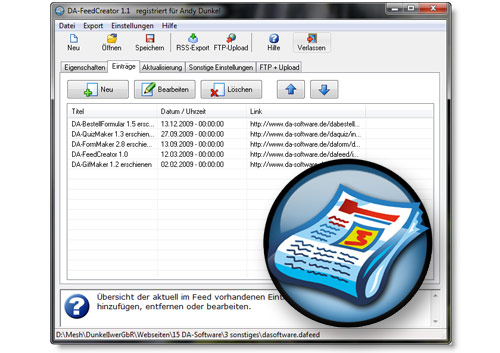 DA-FeedCreator 1.1 registriert für Andy Dunkel
Datei Export Einstellungen Hilfe
Neu Öffnen Speichern RSS-Export FTP-Upload Hilfe Verlassen
Eigenschaften Einträge Aktualisierung Sonstige Einstellungen FTP + Upload
Neu Bearbeiten Löschen
Titel Datum / Uhrzeit Link
DA-BestellFormular 1.5 ersc... 13.12.2009 - 00:00:00 http://www.da-software.de/dabestell...
DA-QuizMaker 1.3 erschien... 27.09.2009 - 00:00:00 http://www.da-software.de/daquiz/in...
DA-FormMaker 2.8 erschie... 09.04.2009 - 00:00:00 http://www.da-software.de/daform/d...
DA-FeedCreator 1.0 12.03.2009 - 00:00:00 http://www.da-software.de/dafeed/i...
DA-GifMaker 1.2 erschienen 02.02.2009 - 00:00:00 http://www.da-software.de/
Übersicht der aktuell im Feed vorhandenen
hinzufügen, entfernen oder bearbeiten.
D:\Mesh\DunkelIwerGbR\Webseiten\15 DA-Software\3 sonstiges\dasoftware.dafeed